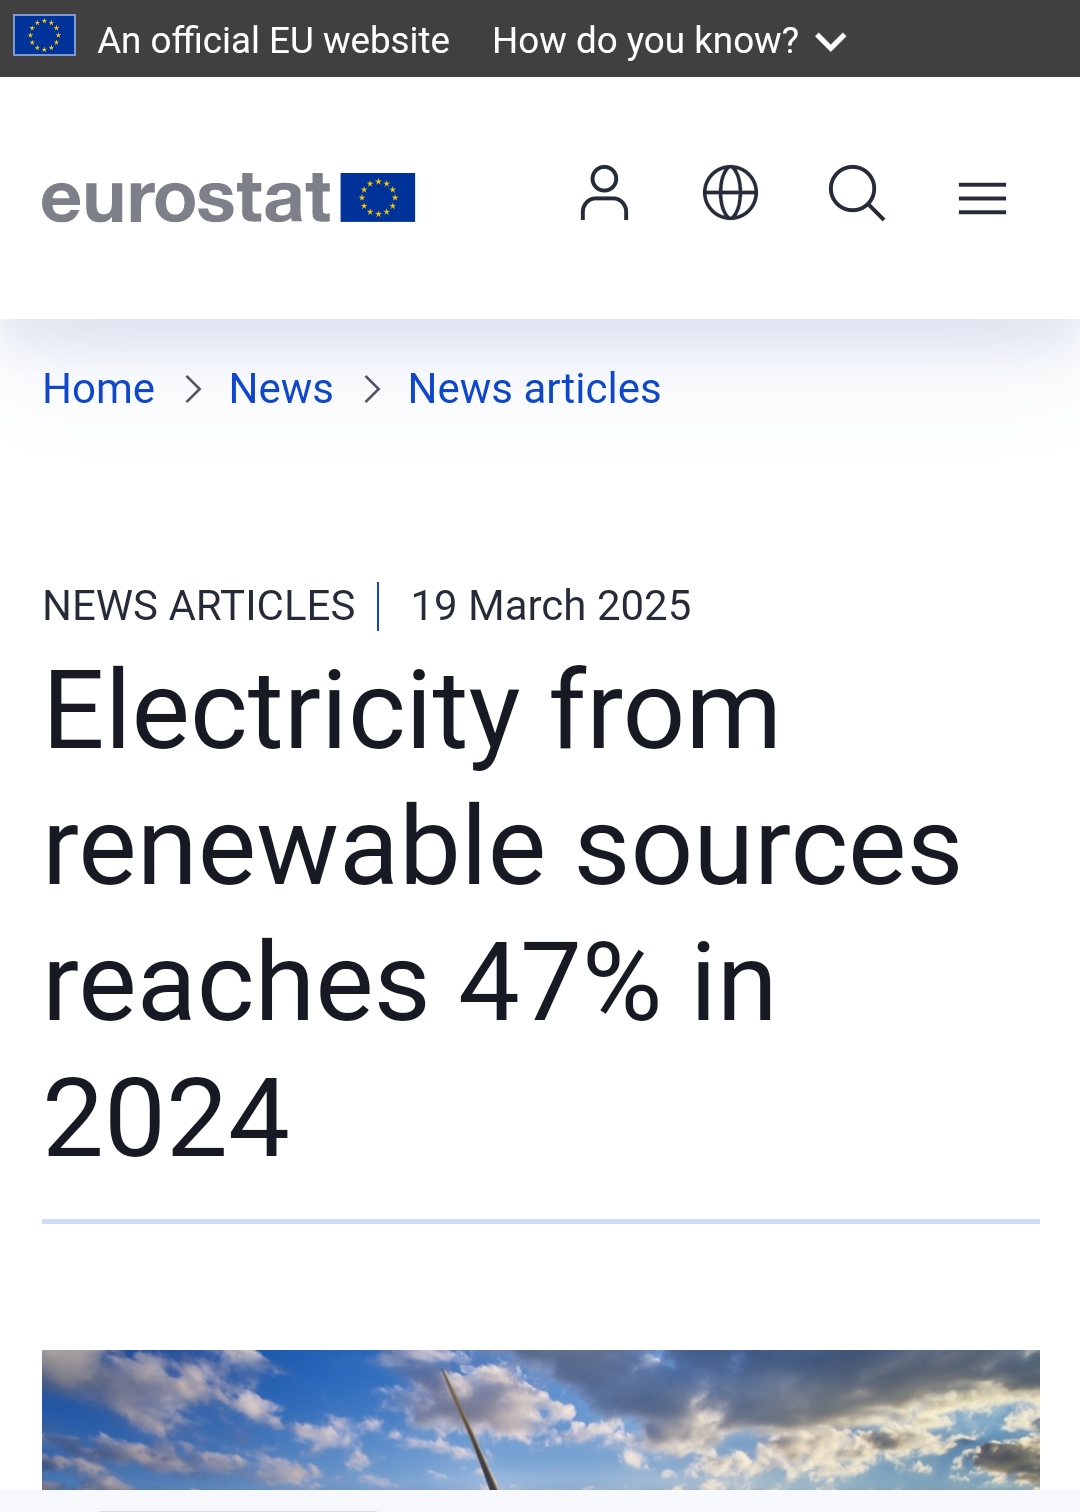 An official EU website How do you know?
eurostat
Home News News articles
NEWS ARTICLES 19 March 2025
Electricity from
renewable sources
reaches 47% in
2024